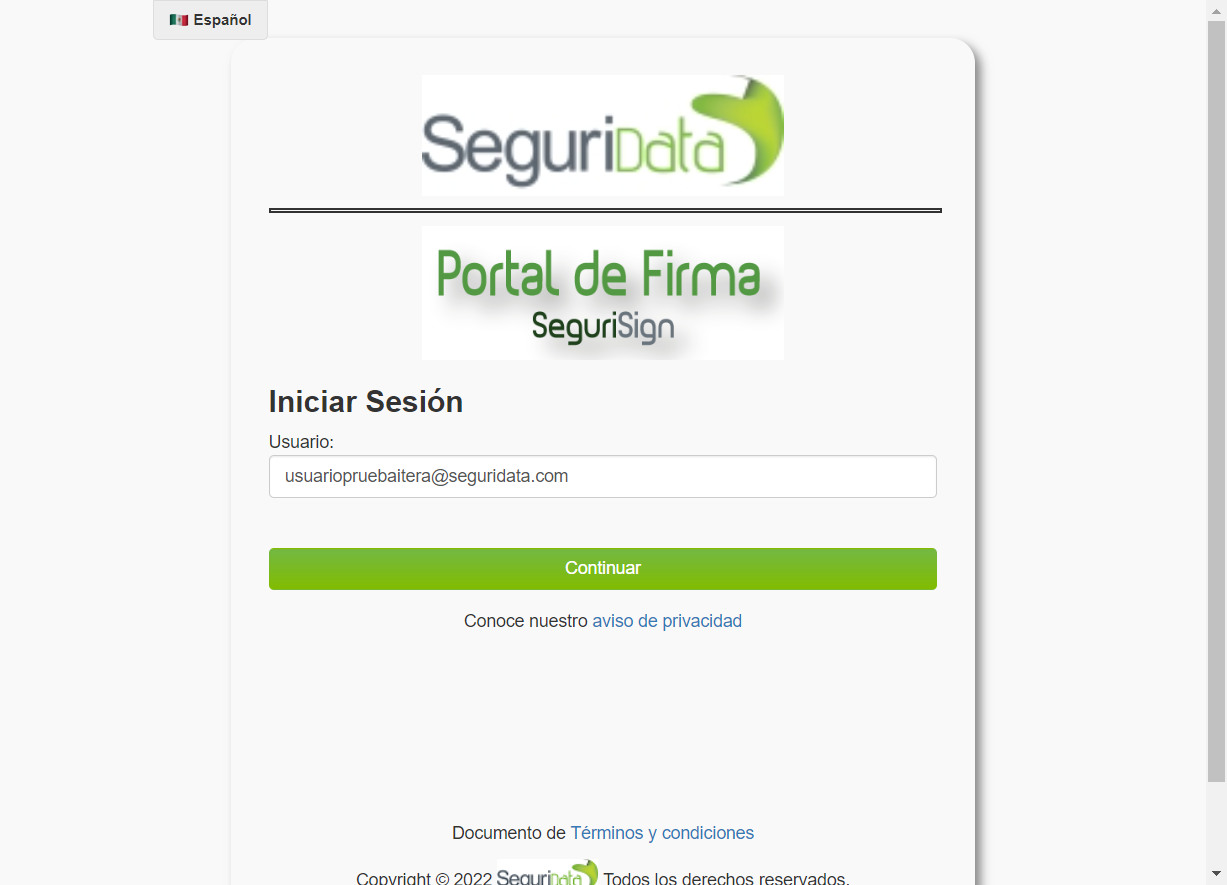 Español
SeguriData
Portal de Firma
SeguriSign
Iniciar Sesión
Usuario:
usuariopruebaitera@seguridata.com
Continuar
Conoce nuestro aviso de privacidad
Documento de Términos y condiciones
Copyright © 2022 SeguriData Todos los derechos reservados.